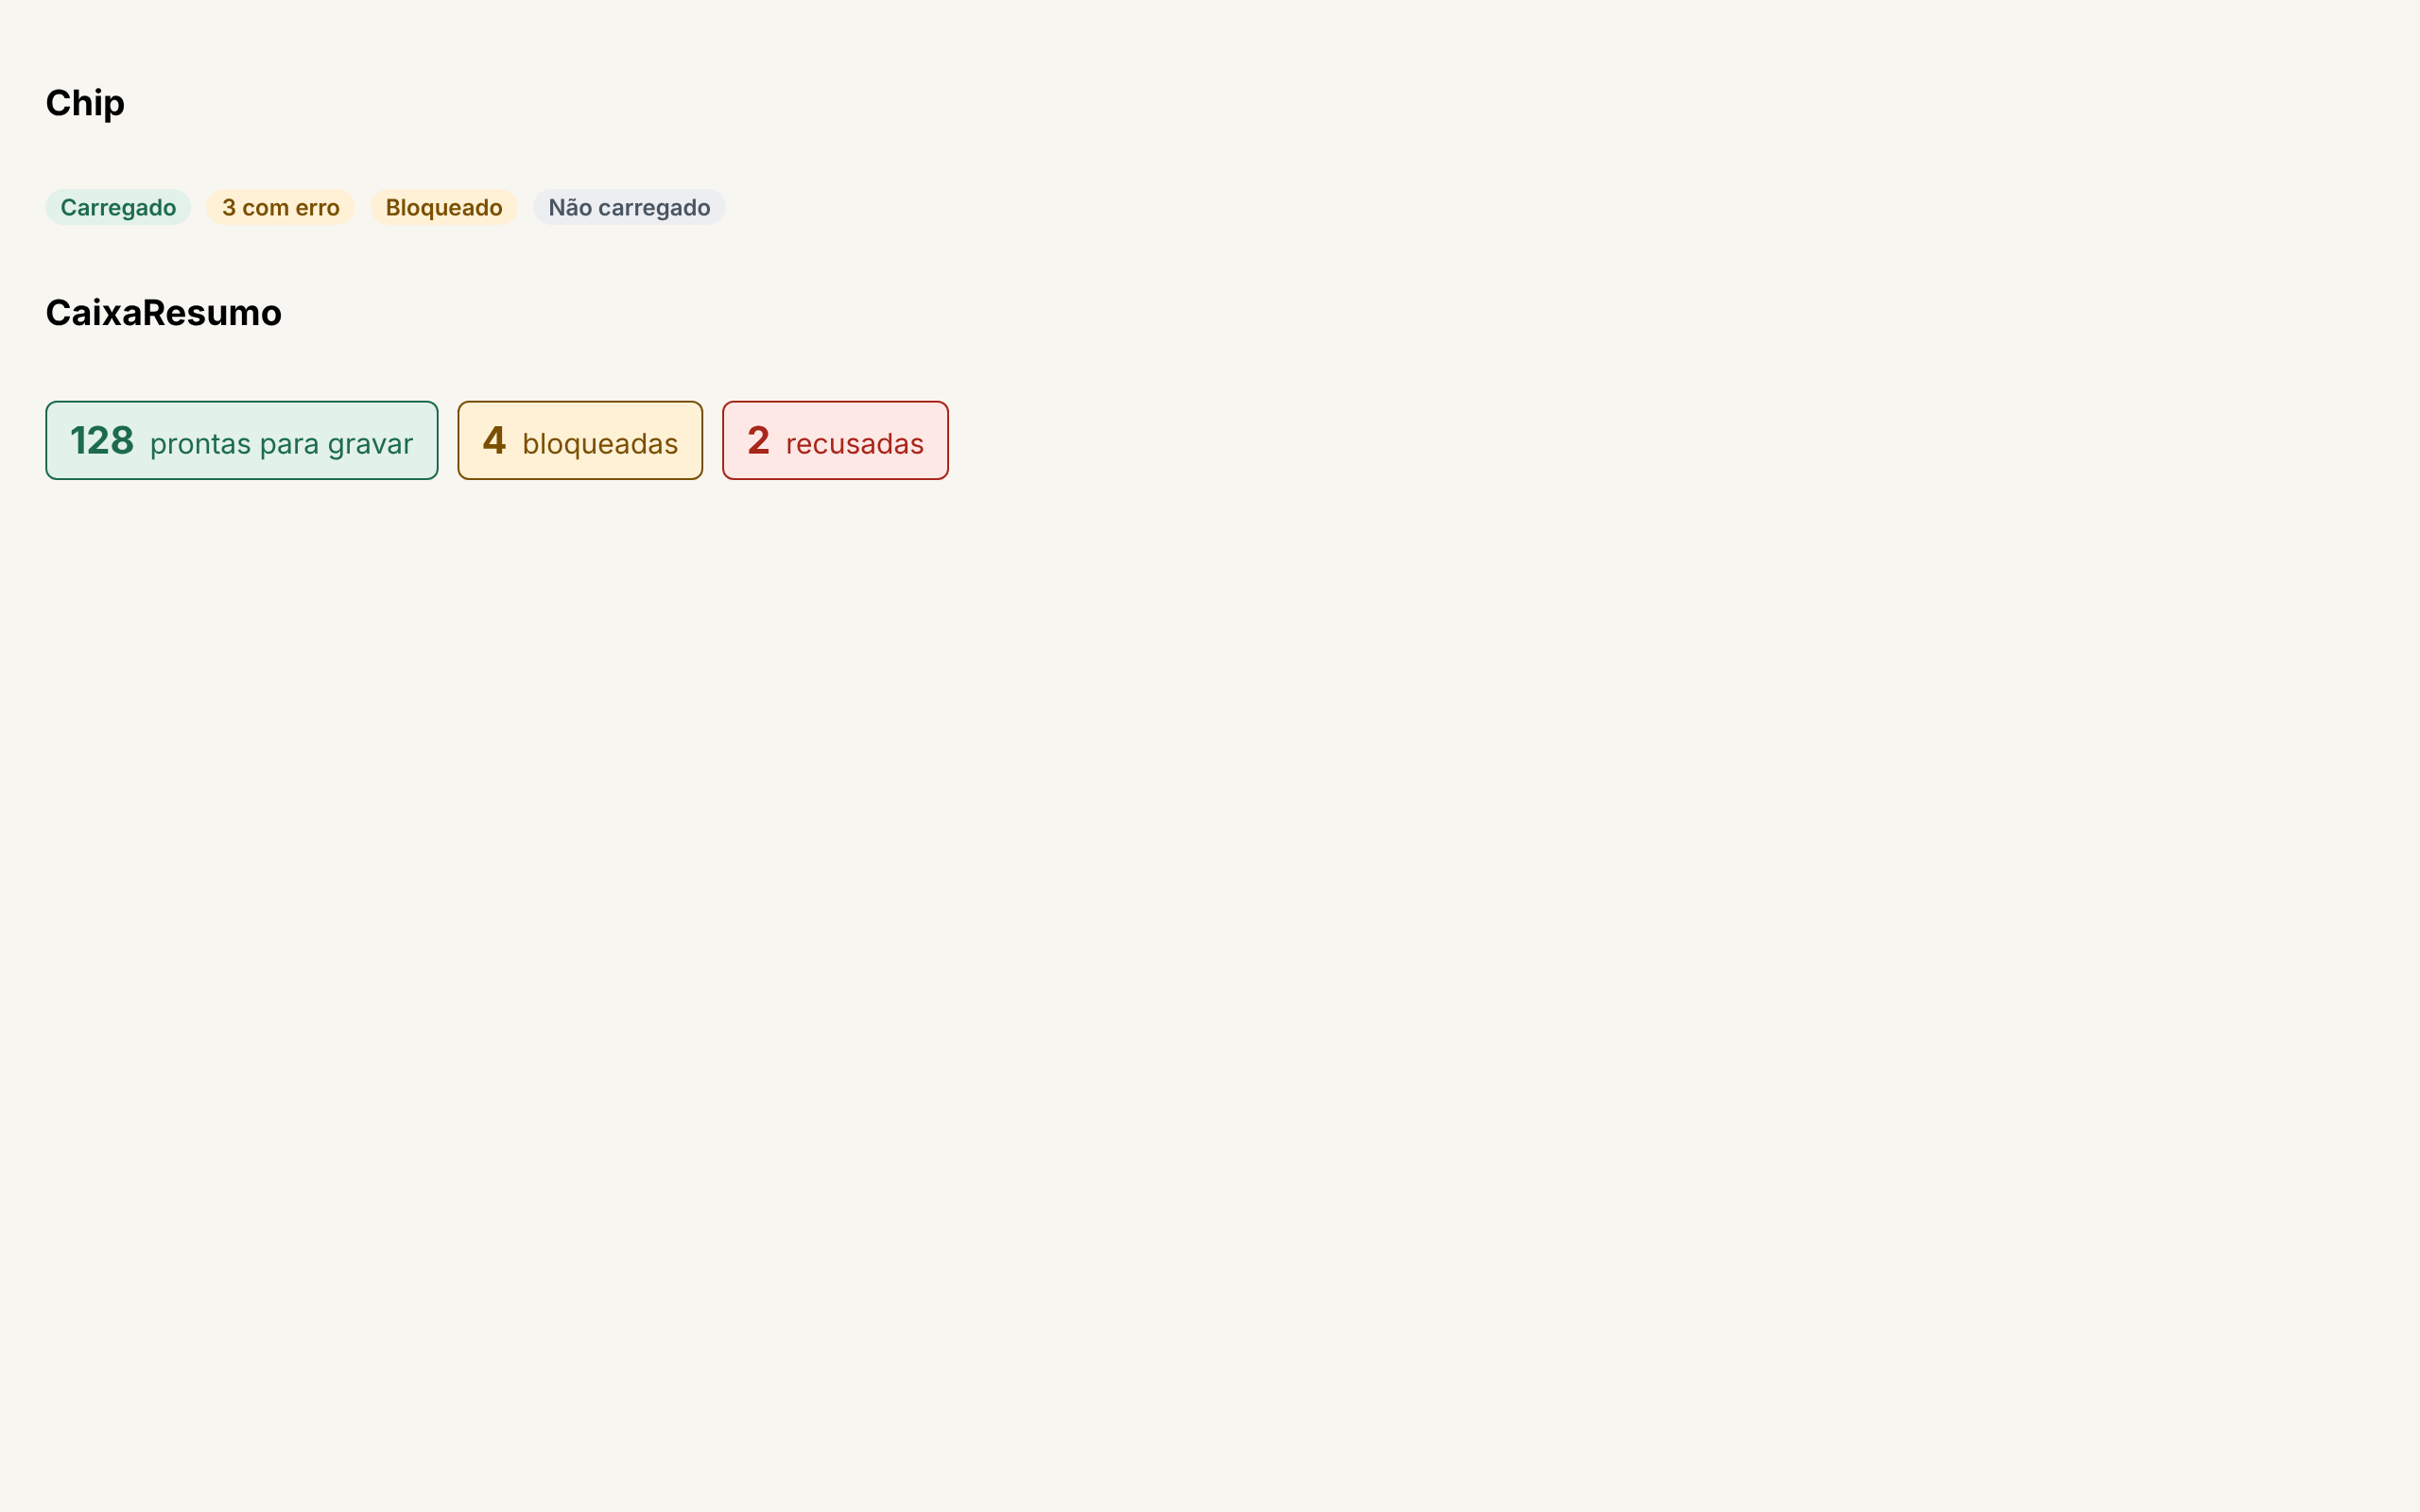 Chip
Carregado 3 com erro Bloqueado Não carregado
CaixaResumo
128 prontas para gravar 4 bloqueadas 2 recusadas